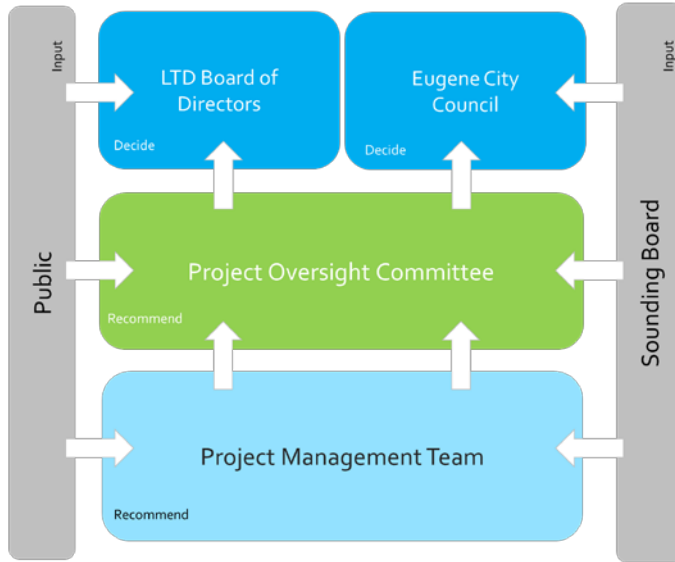 Input
Public
LTD Board of
Directors
Decide
Eugene City
Council
Decide
Input
Sounding Board
Project Oversight Committee
Recommend
Project Management Team
Recommend